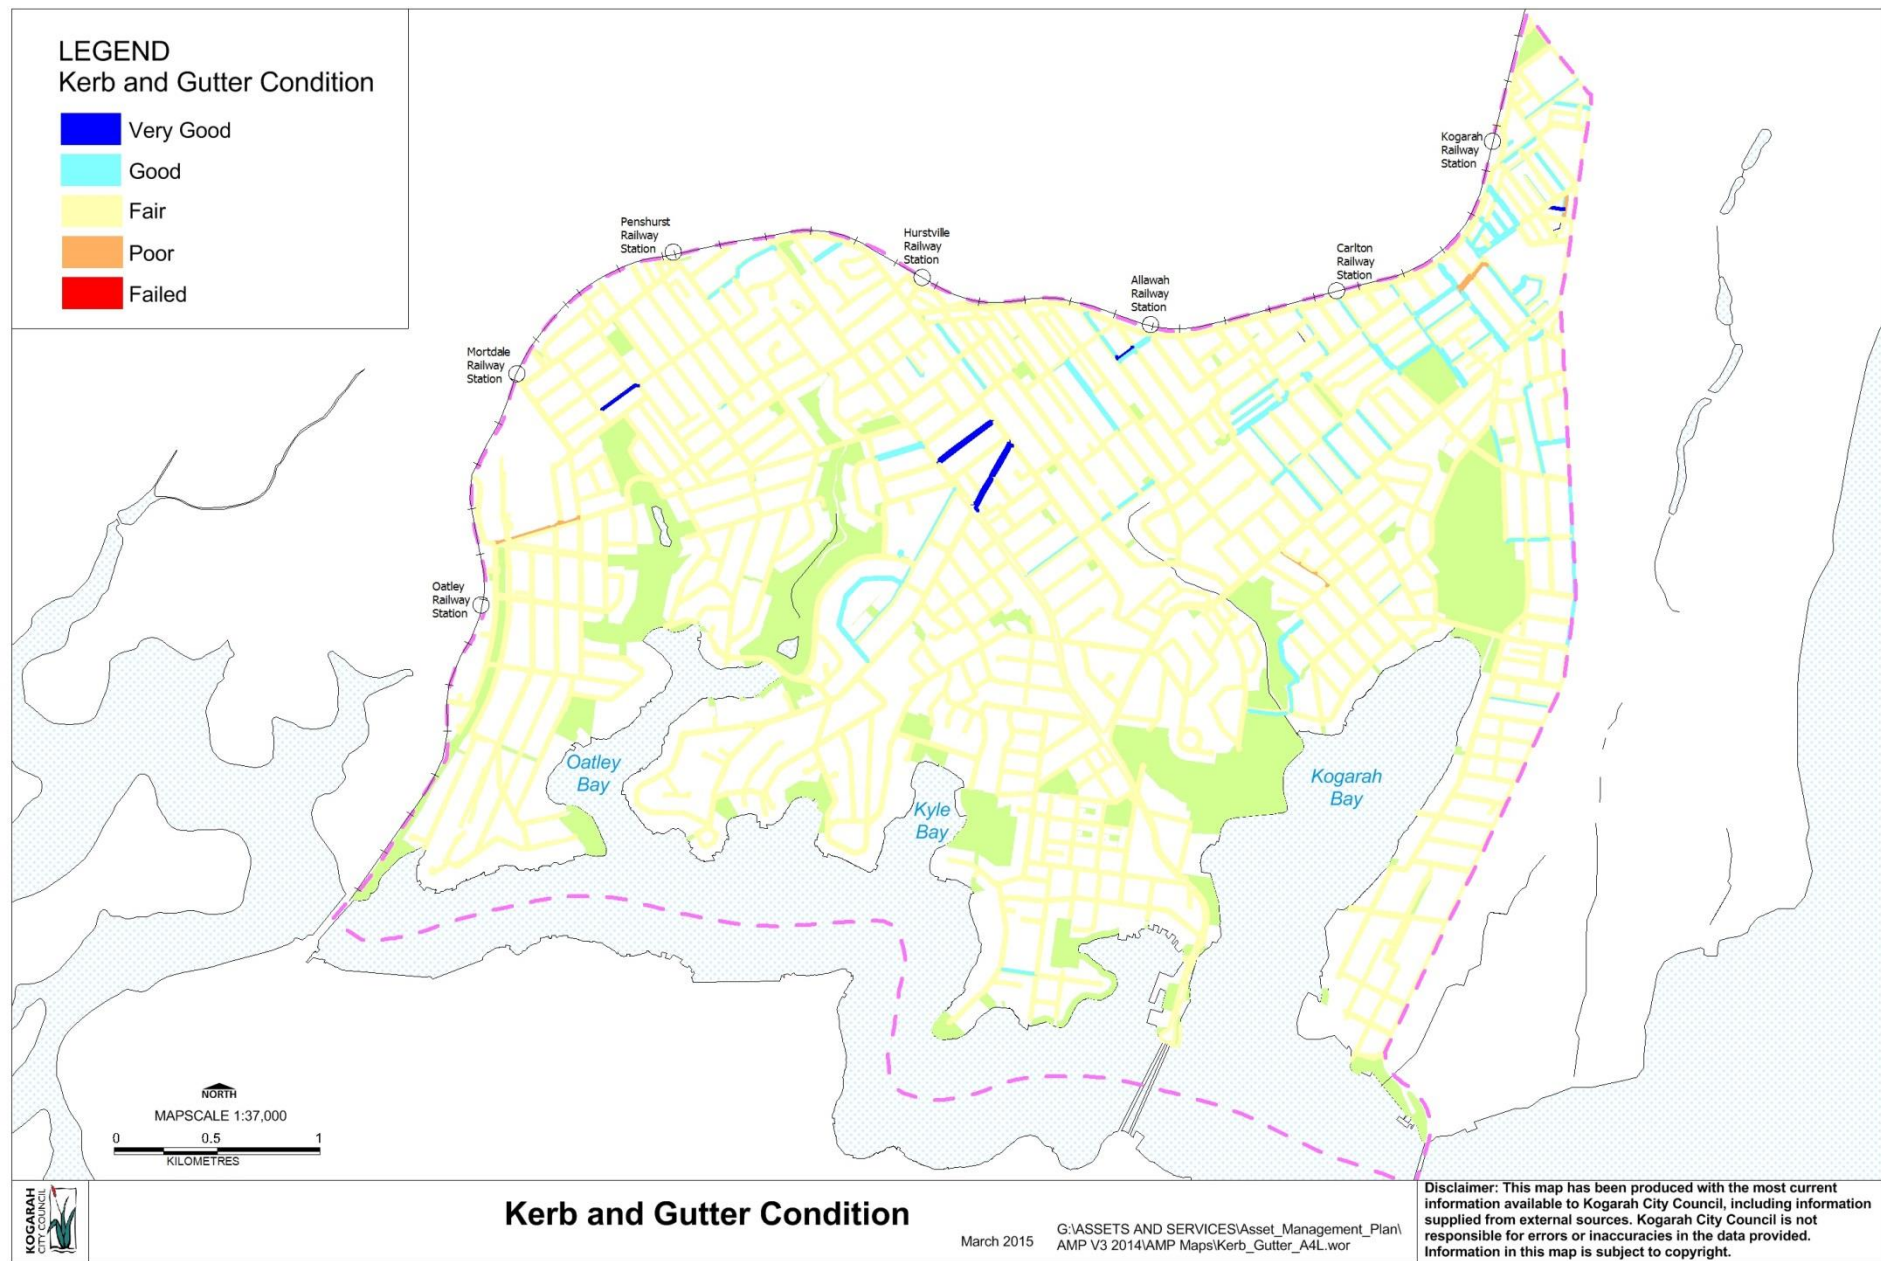 LEGEND
Kerb and Gutter Condition
Very Good
Good
Fair
Poor
Failed
Kogarah
Railway
Station
Penshurst
Railway
Station
Hurstville
Railway
Station
Carlton
Railway
Station
Allawah
Railway
Station
Mortdale
Railway
Station
Oatley
Railway
Station
Oatley
Bay
Kyle
Bay
Kogarah
Bay
NORTH
MAPSCALE 1:37,000
0 0.5 1
KILOMETRES
KOGARAH
CITY COUNCIL
Kerb and Gutter Condition
March 2015
G:\ASSETS AND SERVICES\Asset_Management_Plan\
AMP V3 2014\AMP Maps\Kerb_Gutter_A4L.wor
Disclaimer: This map has been produced with the most current
information available to Kogarah City Council, including information
supplied from external sources. Kogarah City Council is not
responsible for errors or inaccuracies in the data provided.
Information in this map is subject to copyright.